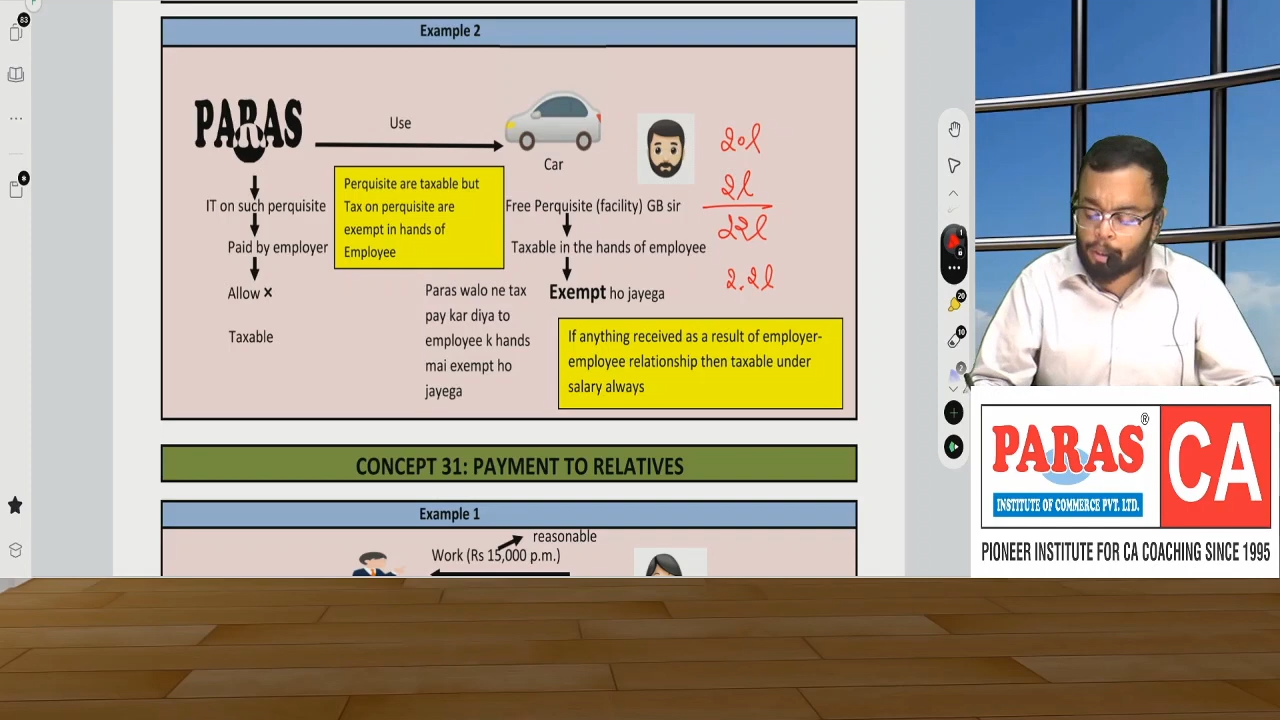 Example 2
PARAS
Use
Car
20l
2l
22l
2.2l
IT on such perquisite
Paid by employer
Allow ×
Taxable
Perquisite are taxable but
Tax on perquisite are
exempt in hands of
Employee
Free Perquisite (facility) GB sir
Taxable in the hands of employee
Exempt ho jayega
Paras walo ne tax
pay kar diya to
employee k hands
mai exempt ho
jayega
If anything received as a result of employer-
employee relationship then taxable under
salary always
CONCEPT 31: PAYMENT TO RELATIVES
Example 1
reasonable
Work (Rs 15,000 p.m.)
83
1
20
10
2
PARAS ®
INSTITUTE OF COMMERCE PVT. LTD.
CA
PIONEER INSTITUTE FOR CA COACHING SINCE 1995